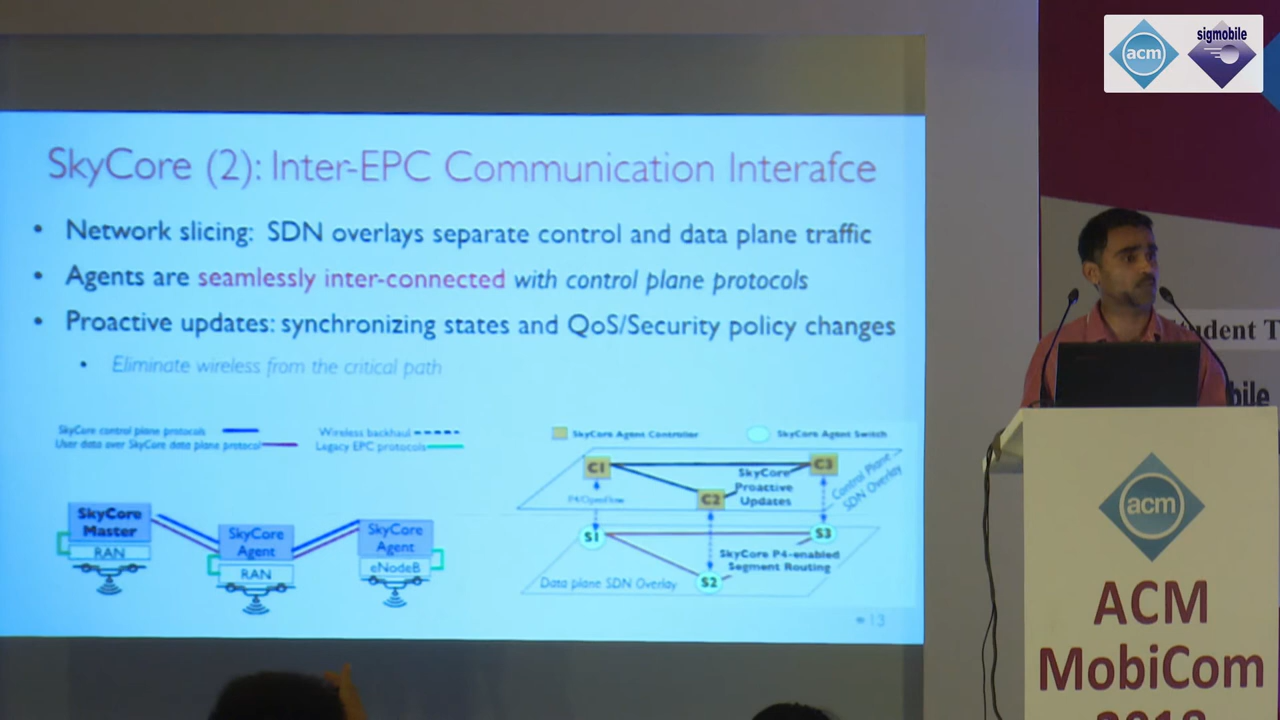 acm
sigmobile
SkyCore (2): Inter-EPC Communication Interafce
• Network slicing: SDN overlays separate control and data plane traffic
• Agents are seamlessly inter-connected with control plane protocols
• Proactive updates: synchronizing states and QoS/Security policy changes
• Eliminate wireless from the critical path
SkyCore control plane protocols
User data over SkyCore data plane protocol
Wireless backhaul
Legacy EPC protocols
SkyCore Agent Controller
SkyCore Agent Switch
SkyCore
Master
RAN
SkyCore
Agent
RAN
SkyCore
Agent
eNodeB
C1
C2
C3
SkyCore
Proactive
Updates
Control Plane
SDN Overlay
P4/Openflow
S1
S2
S3
SkyCore P4-enabled
Segment Routing
Data plane SDN Overlay
13
udent T
bile
acm
ACM
MobiCom
2018